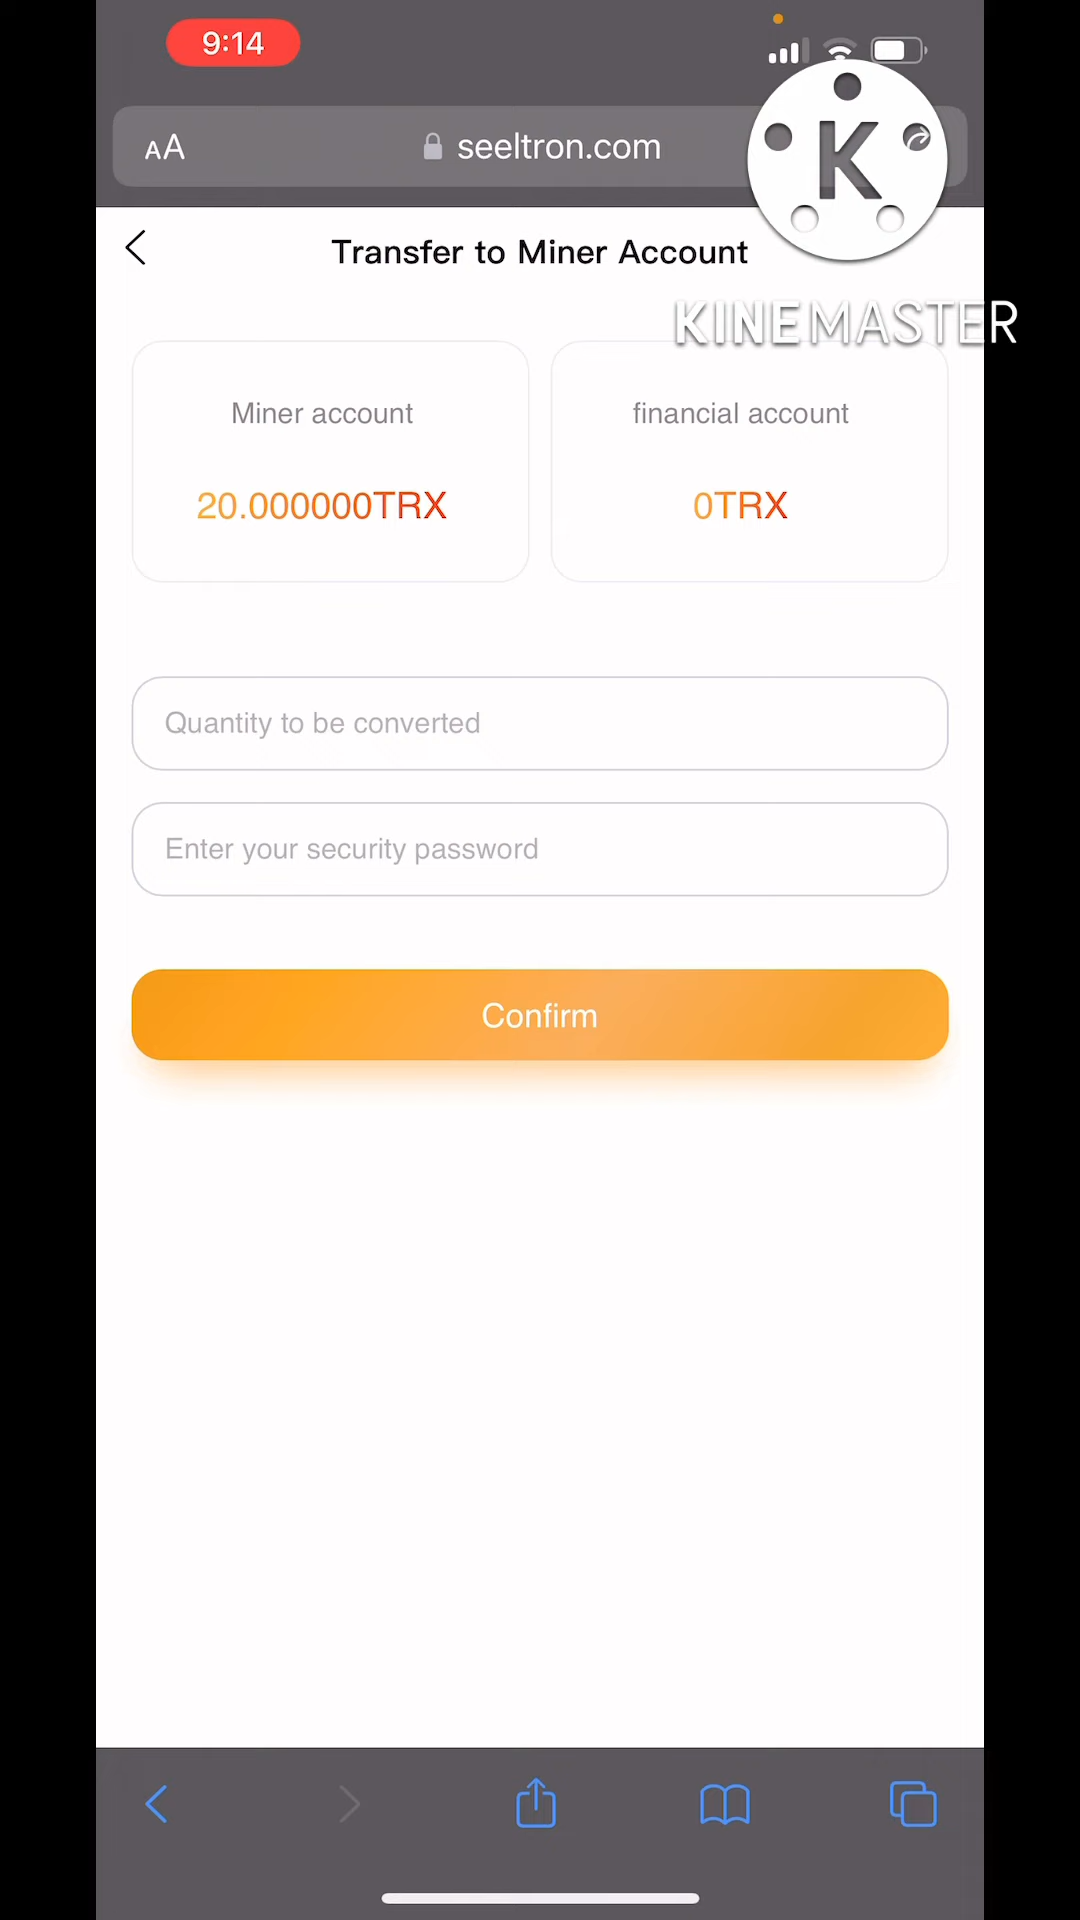 9:14
AA seeltron.com
K
KINEMASTER
Transfer to Miner Account
Miner account
20.000000TRX
financial account
0TRX
Quantity to be converted
Enter your security password
Confirm